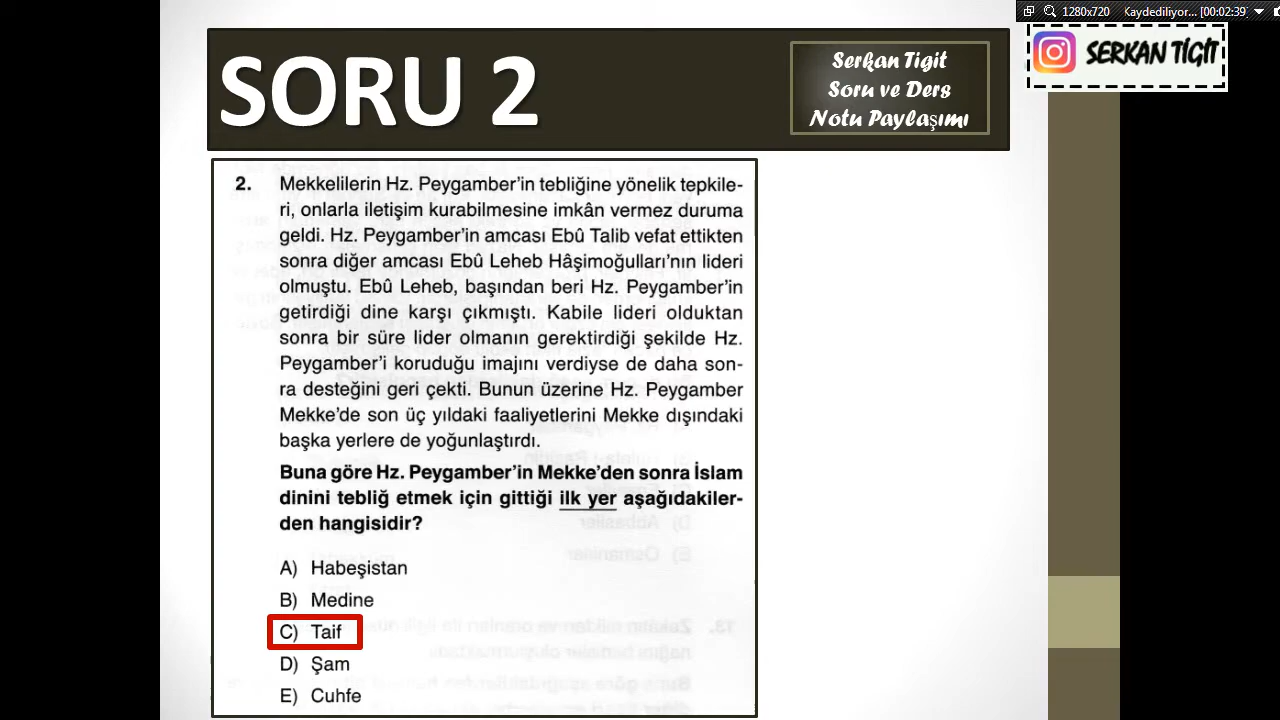 1280x720 Kaydediliyor... [00:02:39]
SERKAN TİGİT
SORU 2
Serkan Tigit
Soru ve Ders
Notu Paylaşımı
2. Mekkelilerin Hz. Peygamber'in tebliğine yönelik tepkile-
ri, onlarla iletişim kurabilmesine imkân vermez duruma
geldi. Hz. Peygamber'in amcası Ebû Talib vefat ettikten
sonra diğer amcası Ebû Leheb Hâşimoğulları'nın lideri
olmuştu. Ebû Leheb, başından beri Hz. Peygamber'in
getirdiği dine karşı çıkmıştı. Kabile lideri olduktan
sonra bir süre lider olmanın gerektirdiği şekilde Hz.
Peygamber'i koruduğu imajını verdiyse de daha son-
ra desteğini geri çekti. Bunun üzerine Hz. Peygamber
Mekke'de son üç yıldaki faaliyetlerini Mekke dışındaki
başka yerlere de yoğunlaştırdı.
Buna göre Hz. Peygamber'in Mekke'den sonra İslam
dinini tebliğ etmek için gittiği ilk yer aşağıdakiler-
den hangisidir?
A) Habeşistan
B) Medine
C) Taif
D) Şam
E) Cuhfe